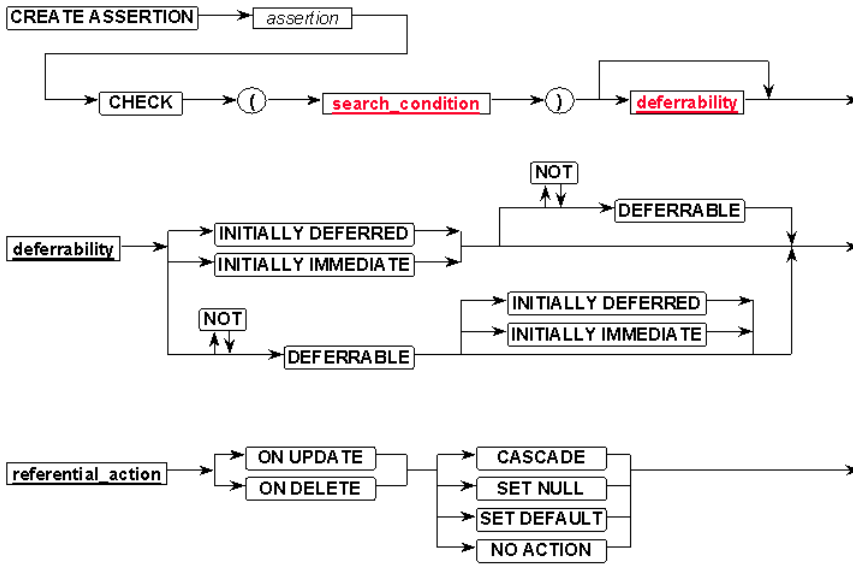 CREATE ASSERTION assertion
CHECK ( search_condition ) deferrability
NOT
DEFERRABLE
INITIALLY DEFERRED
deferrability
INITIALLY IMMEDIATE
INITIALLY DEFERRED
NOT
INITIALLY IMMEDIATE
DEFERRABLE
ON UPDATE CASCADE
referential_action
ON DELETE SET NULL
SET DEFAULT
NO ACTION